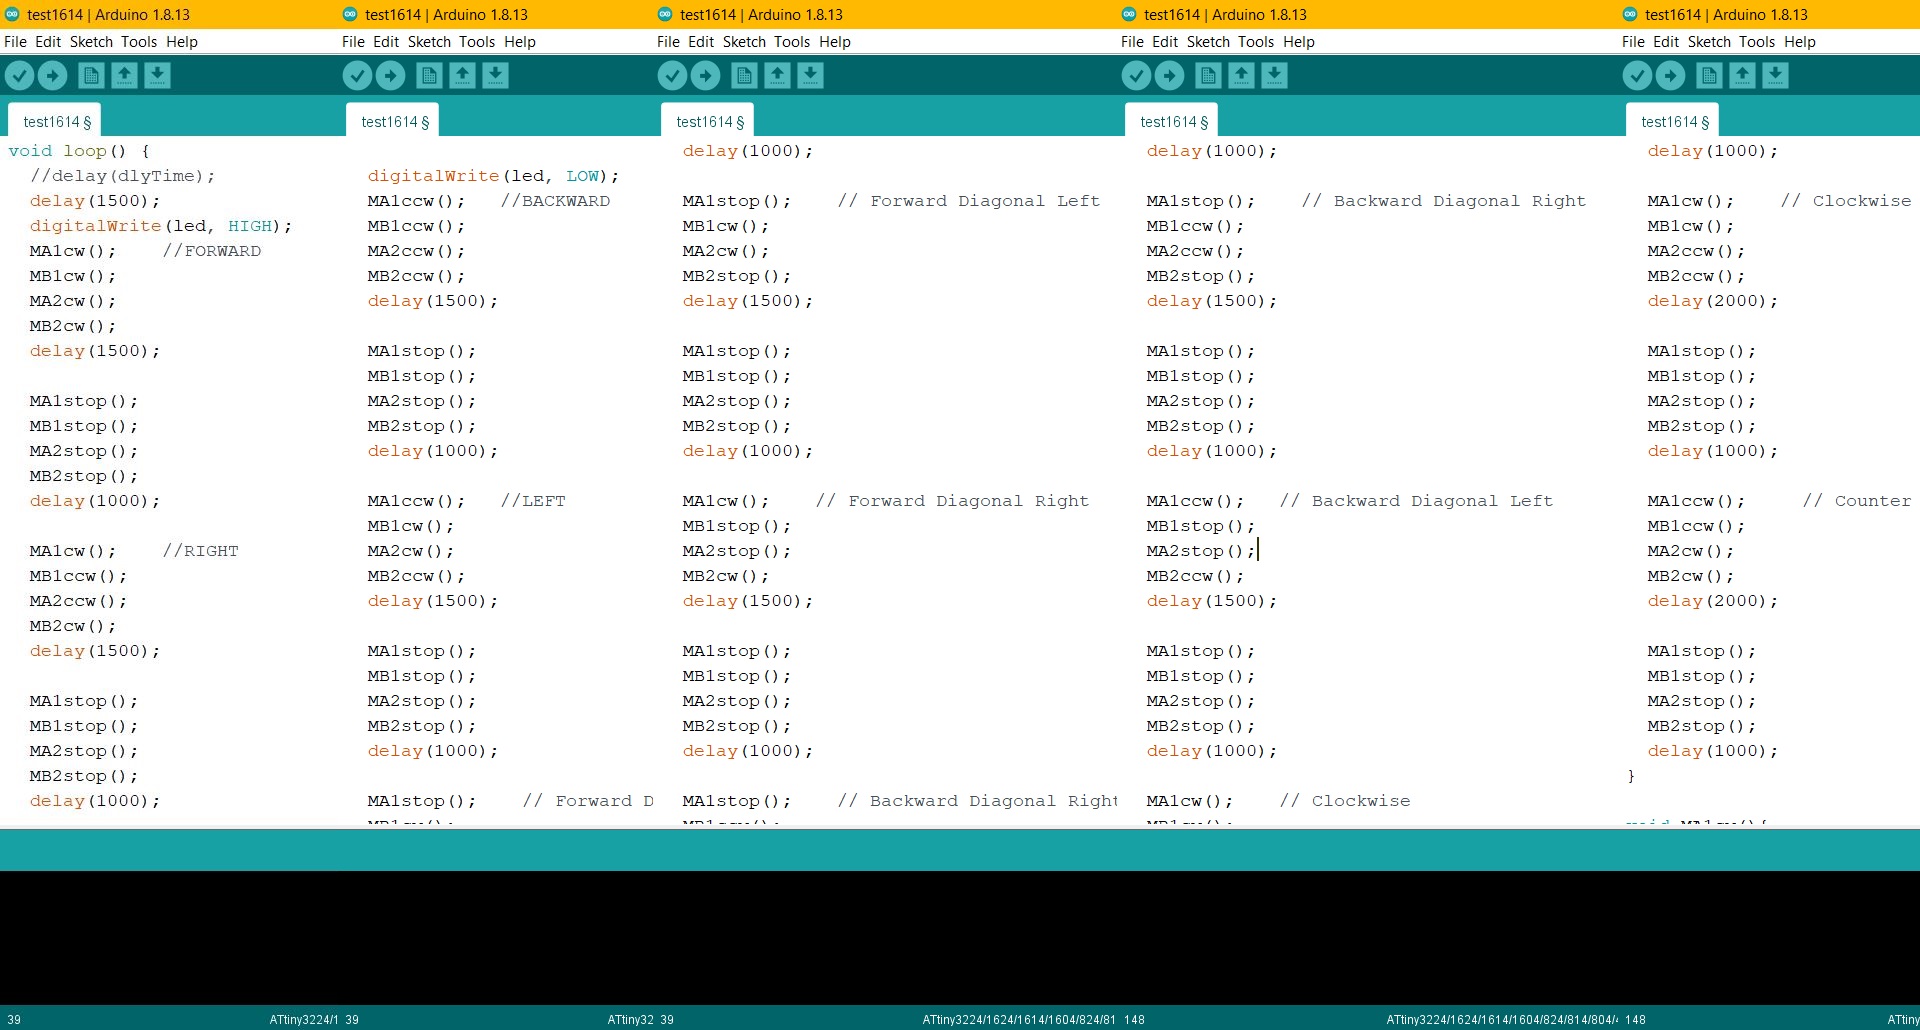 test1614 | Arduino 1.8.13
File Edit Sketch Tools Help
test1614 §
void loop() {
//delay(dlyTime);
delay(1500);
digitalWrite(led, HIGH);
MA1cw(); //FORWARD
MB1cw();
MA2cw();
MB2cw();
delay(1500);
MA1stop();
MB1stop();
MA2stop();
MB2stop();
delay(1000);
MA1cw(); //RIGHT
MB1ccw();
MA2ccw();
MB2cw();
delay(1500);
MA1stop();
MB1stop();
MA2stop();
MB2stop();
delay(1000);
39
ATtiny3224/1
test1614 | Arduino 1.8.13
File Edit Sketch Tools Help
test1614 §
digitalWrite(led, LOW);
MA1ccw(); //BACKWARD
MB1ccw();
MA2ccw();
MB2ccw();
delay(1500);
MA1stop();
MB1stop();
MA2stop();
MB2stop();
delay(1000);
MA1ccw(); //LEFT
MB1cw();
MA2cw();
MB2ccw();
delay(1500);
MA1stop();
MB1stop();
MA2stop();
MB2stop();
delay(1000);
MA1stop(); // Forward D
39
ATtiny32
test1614 | Arduino 1.8.13
File Edit Sketch Tools Help
test1614 §
delay(1000);
MA1stop(); // Forward Diagonal Left
MB1cw();
MA2cw();
MB2stop();
delay(1500);
MA1stop();
MB1stop();
MA2stop();
MB2stop();
delay(1000);
MA1cw(); // Forward Diagonal Right
MB1stop();
MA2stop();
MB2cw();
delay(1500);
MA1stop();
MB1stop();
MA2stop();
MB2stop();
delay(1000);
MA1stop(); // Backward Diagonal Right
39
ATtiny3224/1624/1614/1604/824/81
test1614 | Arduino 1.8.13
File Edit Sketch Tools Help
test1614 §
delay(1000);
MA1stop(); // Backward Diagonal Right
MB1ccw();
MA2ccw();
MB2stop();
delay(1500);
MA1stop();
MB1stop();
MA2stop();
MB2stop();
delay(1000);
MA1ccw(); // Backward Diagonal Left
MB1stop();
MA2stop();
MB2ccw();
delay(1500);
MA1stop();
MB1stop();
MA2stop();
MB2stop();
delay(1000);
MA1cw(); // Clockwise
148
ATtiny3224/1624/1614/1604/824/814/804/
test1614 | Arduino 1.8.13
File Edit Sketch Tools Help
test1614 §
delay(1000);
MA1cw(); // Clockwise
MB1cw();
MA2ccw();
MB2ccw();
delay(2000);
MA1stop();
MB1stop();
MA2stop();
MB2stop();
delay(1000);
MA1ccw(); // Counter
MB1ccw();
MA2cw();
MB2cw();
delay(2000);
MA1stop();
MB1stop();
MA2stop();
MB2stop();
delay(1000);
}
148
ATtiny